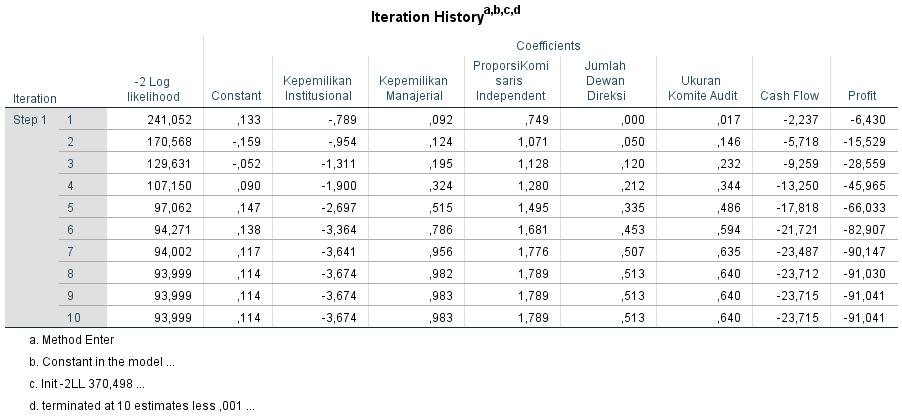 Iteration History a,b,c,d
Coefficients
Iteration -2 Log likelihood Constant Kepemilikan Institusional Kepemilikan Manajerial ProporsiKomi saris Independent Jumlah Dewan Direksi Ukuran Komite Audit Cash Flow Profit
Step 1 1 241,052 ,133 -,789 ,092 ,749 ,000 ,017 -2,237 -6,430
2 170,568 -,159 -,954 ,124 1,071 ,050 ,146 -5,718 -15,529
3 129,631 -,052 -1,311 ,195 1,128 ,120 ,232 -9,259 -28,559
4 107,150 ,090 -1,900 ,324 1,280 ,212 ,344 -13,250 -45,965
5 97,062 ,147 -2,697 ,515 1,495 ,335 ,486 -17,818 -66,033
6 94,271 ,138 -3,364 ,786 1,681 ,453 ,594 -21,721 -82,907
7 94,002 ,117 -3,641 ,956 1,776 ,507 ,635 -23,487 -90,147
8 93,999 ,114 -3,674 ,982 1,789 ,513 ,640 -23,712 -91,030
9 93,999 ,114 -3,674 ,983 1,789 ,513 ,640 -23,715 -91,041
10 93,999 ,114 -3,674 ,983 1,789 ,513 ,640 -23,715 -91,041
a. Method Enter
b. Constant in the model ...
c. Init -2LL 370,498 ...
d. terminated at 10 estimates less ,001 ...